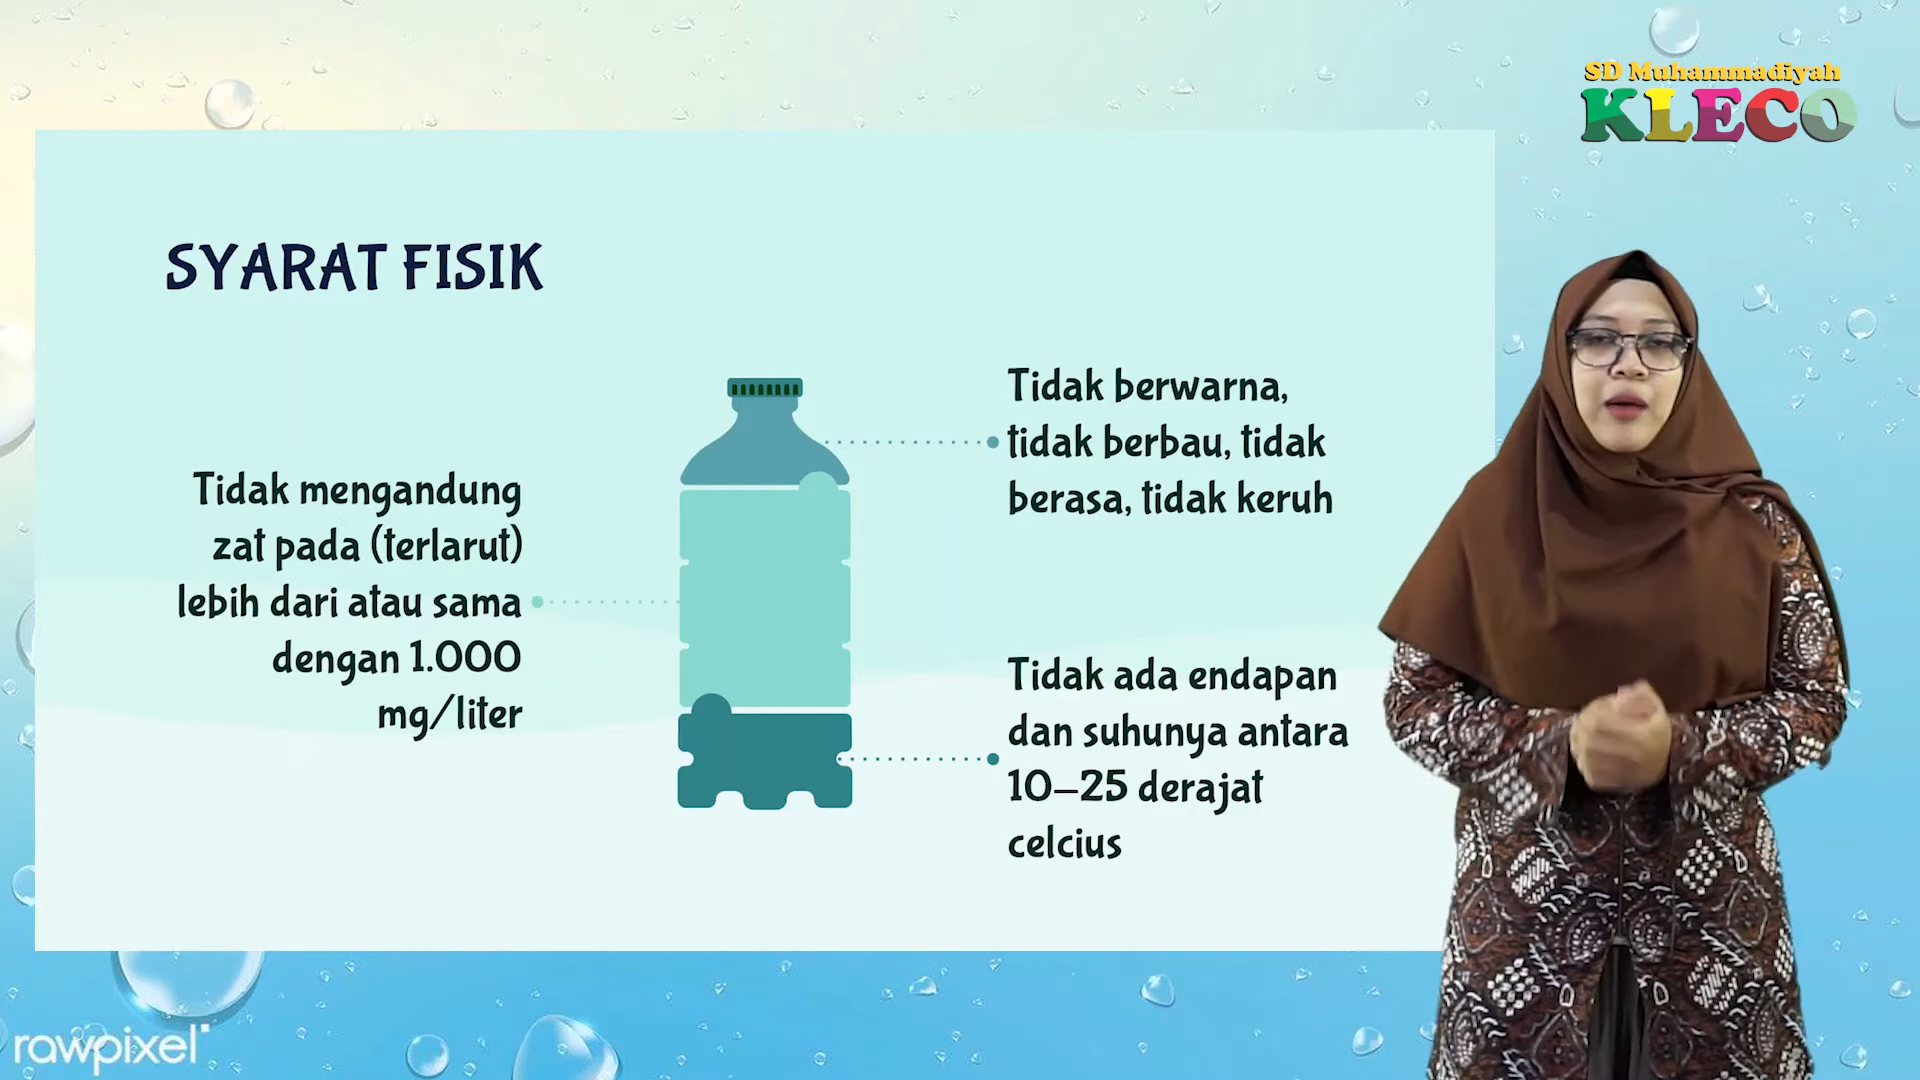 SD Muhammadiyah
KLECO
SYARAT FISIK
Tidak mengandung
zat pada (terlarut)
lebih dari atau sama
dengan 1.000
mg/liter
Tidak berwarna,
tidak berbau, tidak
berasa, tidak keruh
Tidak ada endapan
dan suhunya antara
10–25 derajat
celcius
rawpixel